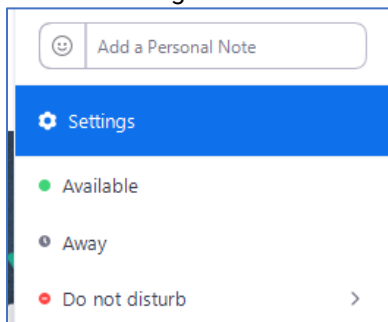 Add a Personal Note
Settings
Available
Away
Do not disturb